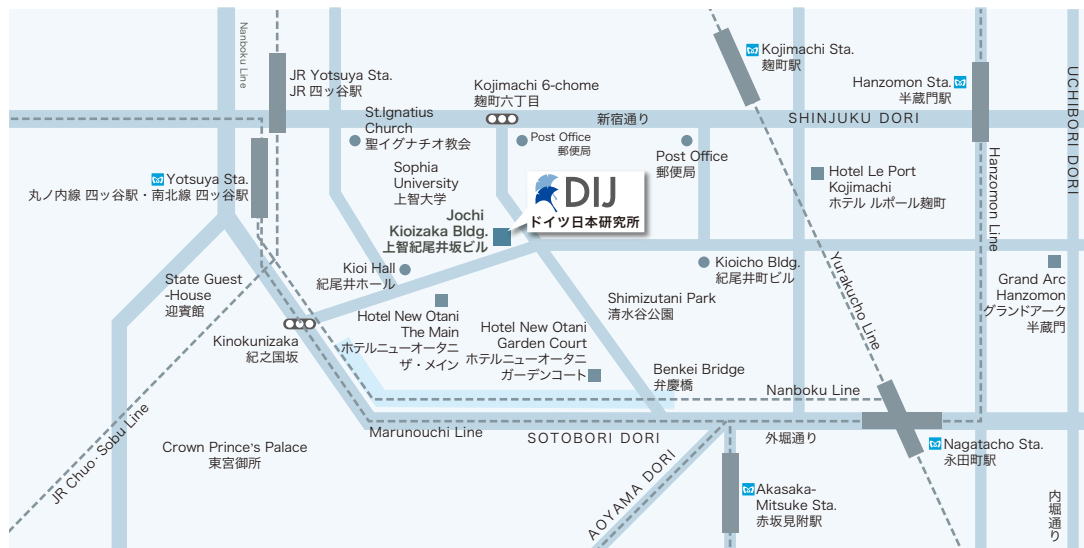 Nanboku Line
JR Yotsuya Sta.
JR 四ッ谷駅
Kojimachi 6-chome
麹町六丁目
Kojimachi Sta.
麹町駅
Hanzomon Sta.
半蔵門駅
UCHIBORI DORI
St.Ignatius
Church
聖イグナチオ教会
新宿通り
SHINJUKU DORI
Post Office
郵便局
Post Office
郵便局
Sophia
University
上智大学
DIJ
ドイツ日本研究所
Hotel Le Port
Kojimachi
ホテル ルポール麹町
Hanzomon Line
Yotsuya Sta.
丸ノ内線 四ッ谷駅・南北線 四ッ谷駅
Jochi
Kioizaka Bldg.
上智紀尾井坂ビル
Kioi Hall
紀尾井ホール
Kioicho Bldg.
紀尾井町ビル
Yurakucho Line
State Guest
-House
迎賓館
Shimizutani Park
清水谷公園
Grand Arc
Hanzomon
グランドアーク
半蔵門
Hotel New Otani
The Main
ホテルニューオータニ
ザ・メイン
Hotel New Otani
Garden Court
ホテルニューオータニ
ガーデンコート
Kinokunizaka
紀之国坂
Benkei Bridge
弁慶橋
Nanboku Line
JR Chuo・Sobu Line
Crown Prince's Palace
東宮御所
Marunouchi Line
SOTOBORI DORI
外堀通り
Nagatacho Sta.
永田町駅
AOYAMA DORI
Akasaka-
Mitsuke Sta.
赤坂見附駅
内堀通り